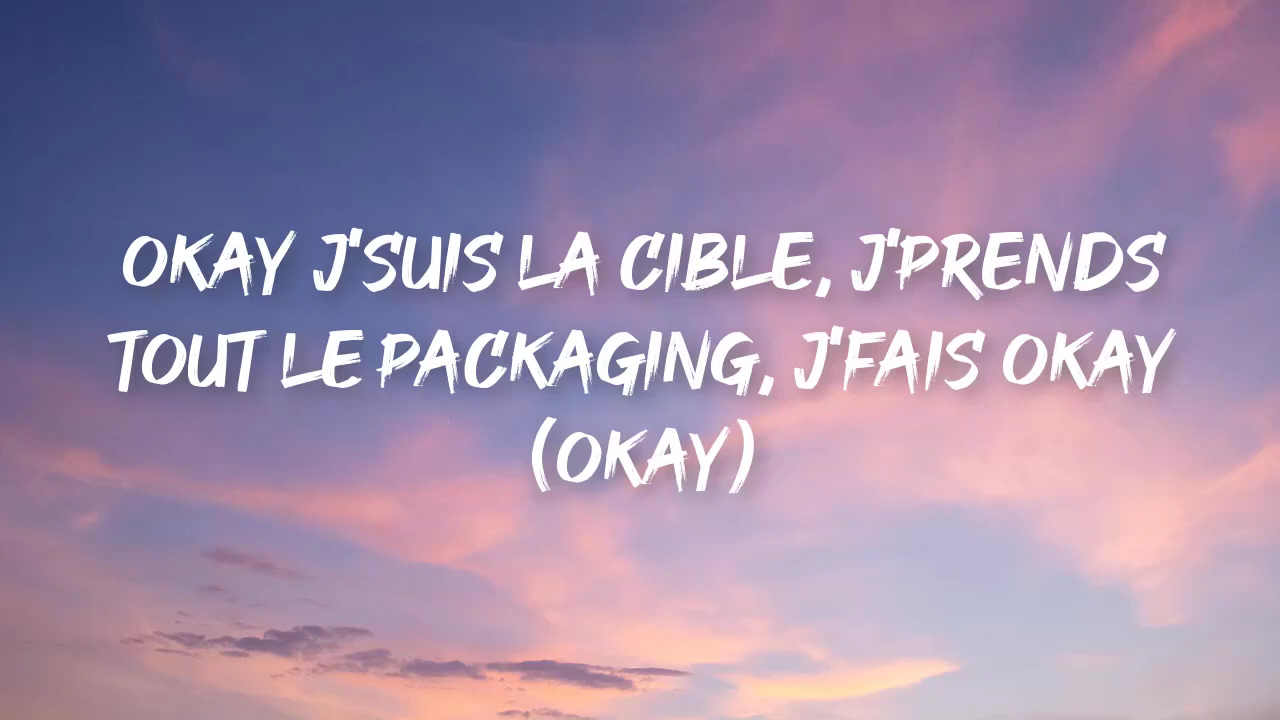 OKAY J'SUIS LA CIBLE, J'PRENDS
TOUT LE PACKAGING, J'FAIS OKAY
(OKAY)